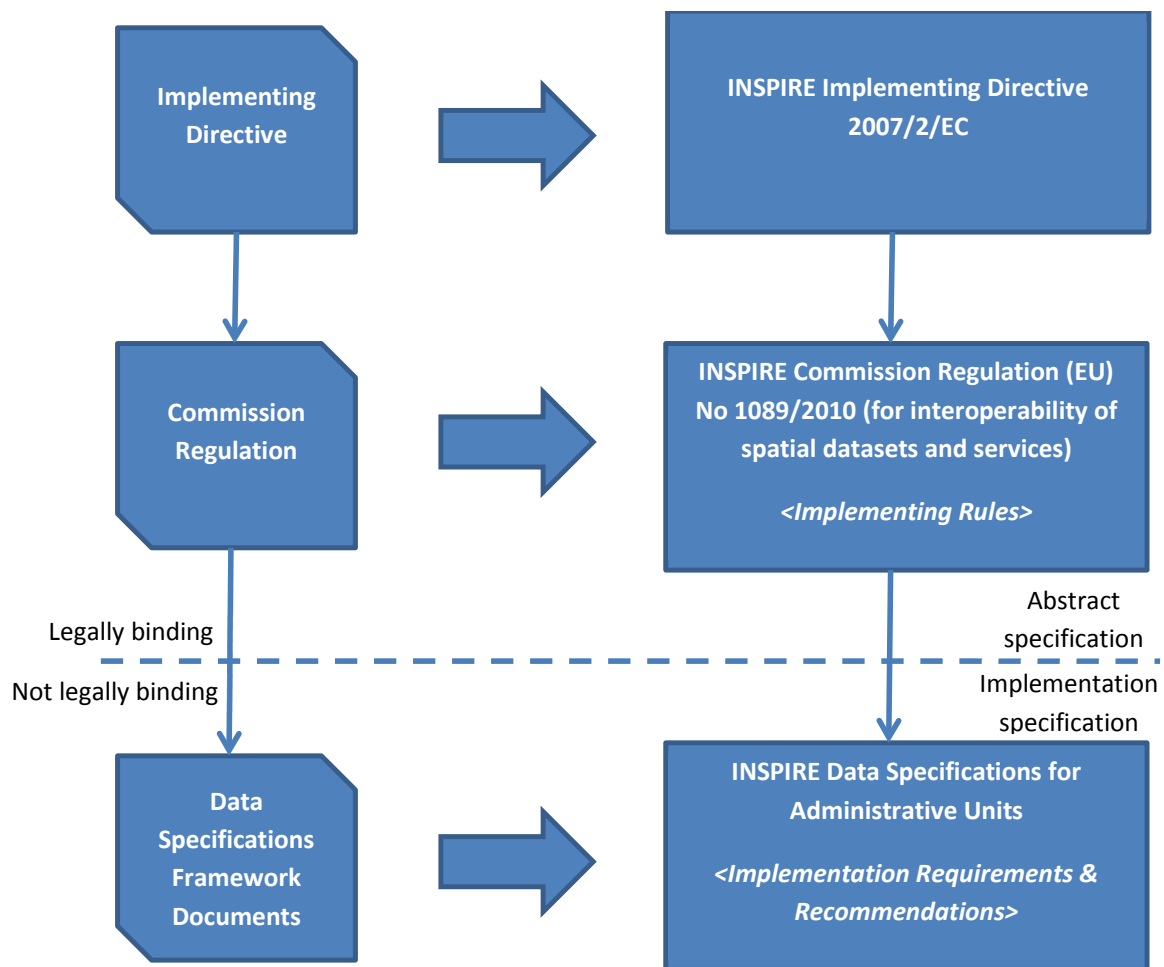 Implementing
Directive
INSPIRE Implementing Directive
2007/2/EC
Commission
Regulation
INSPIRE Commission Regulation (EU)
No 1089/2010 (for interoperability of
spatial datasets and services)
<Implementing Rules>
Legally binding
Abstract
specification
Not legally binding
Implementation
specification
Data
Specifications
Framework
Documents
INSPIRE Data Specifications for
Administrative Units
<Implementation Requirements &
Recommendations>